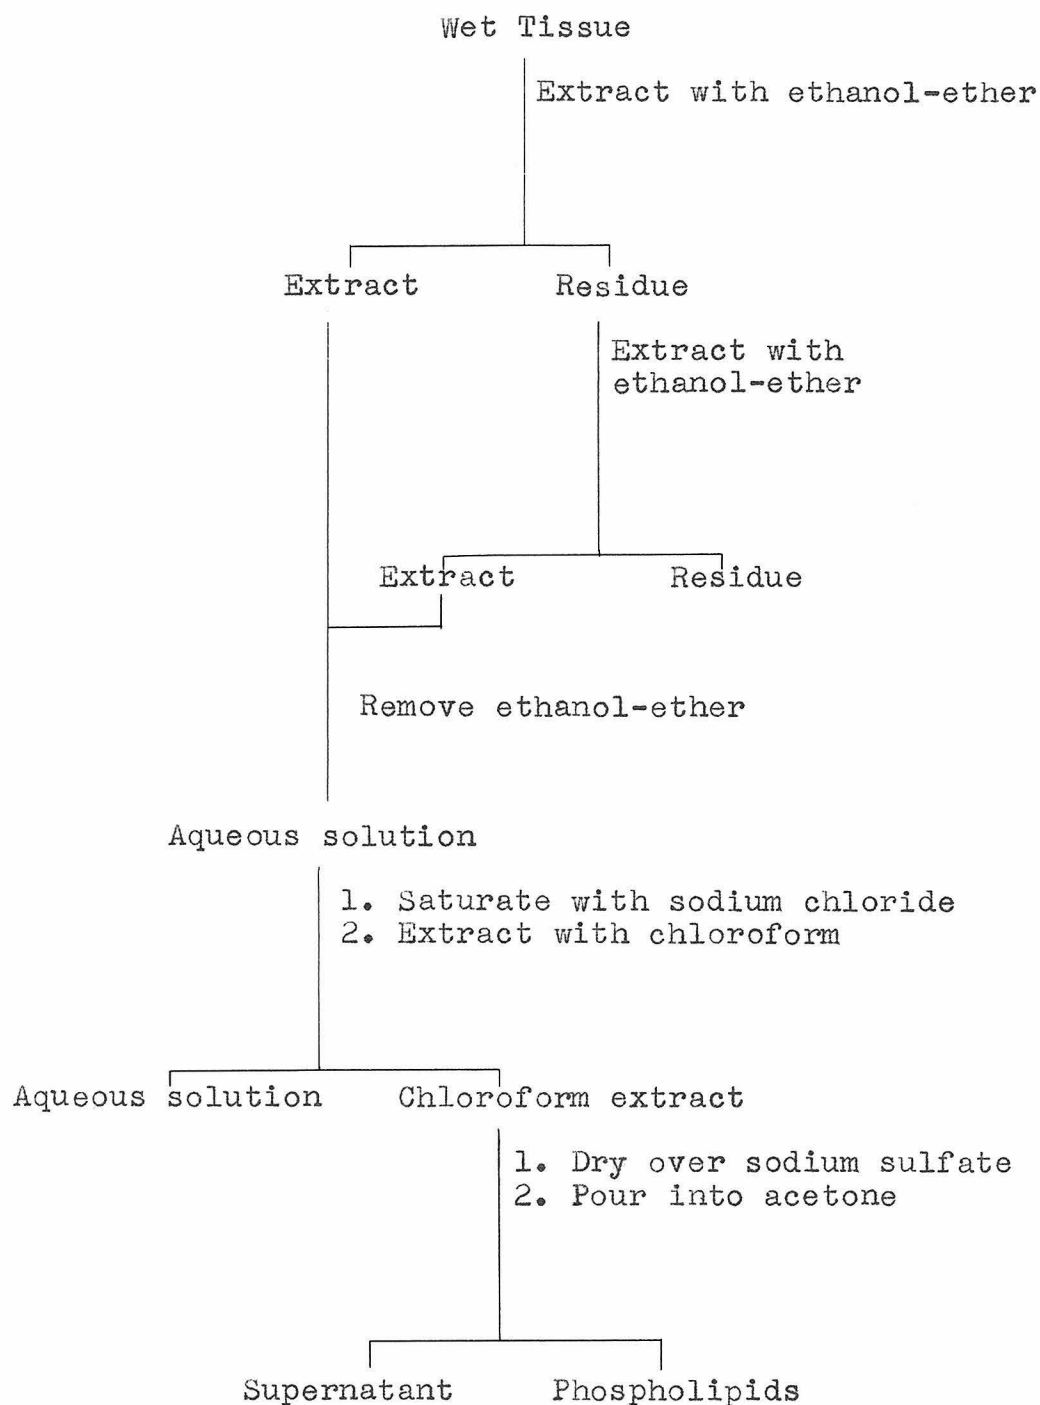 Wet Tissue
Extract with ethanol-ether
Extract
Residue
Extract with
ethanol-ether
Extract
Residue
Remove ethanol-ether
Aqueous solution
1. Saturate with sodium chloride
2. Extract with chloroform
Aqueous solution
Chloroform extract
1. Dry over sodium sulfate
2. Pour into acetone
Supernatant
Phospholipids